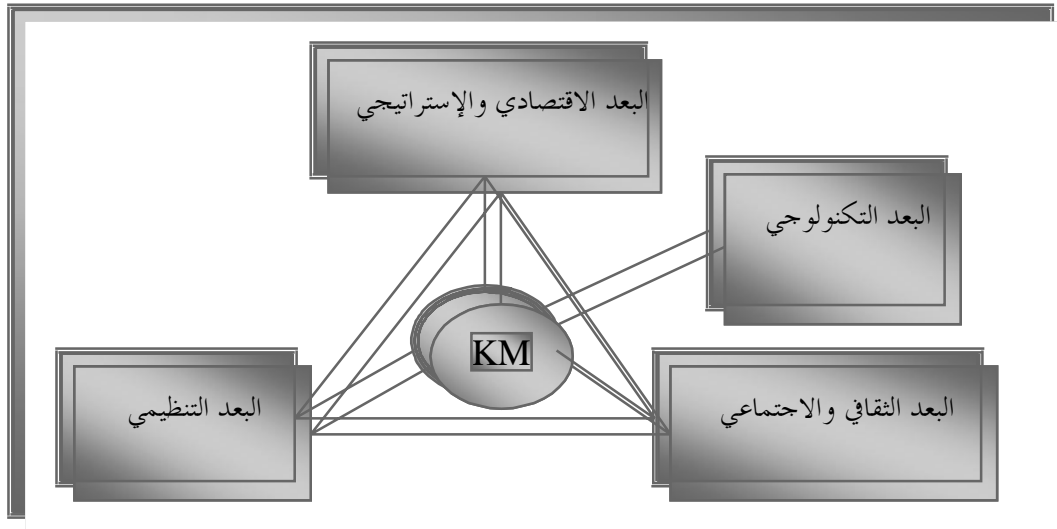 البعد الاقتصادي والإستراتيجي
البعد التكنولوجي
KM
البعد الثقافي والاجتماعي
البعد التنظيمي